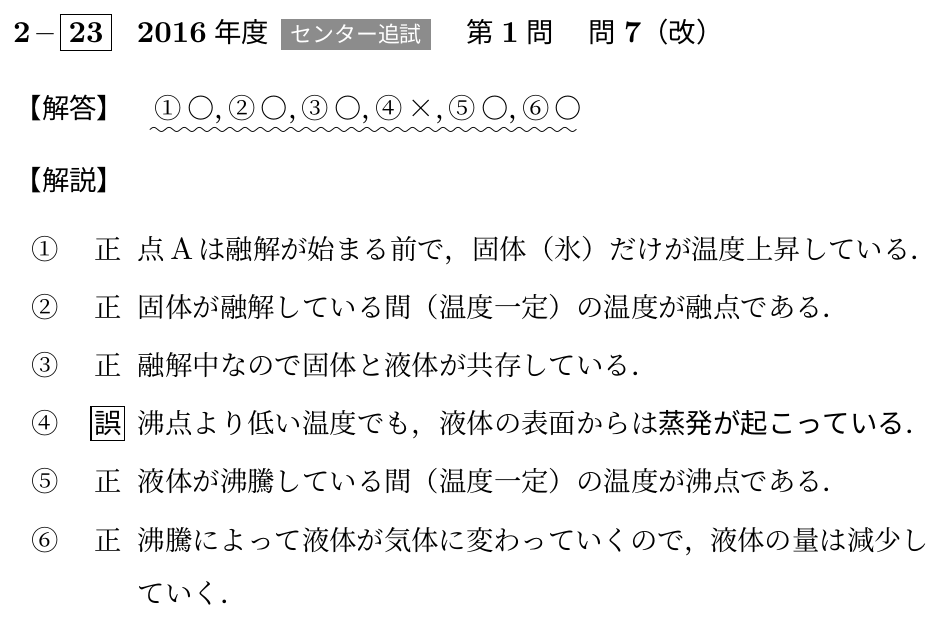 2－23 2016 年度 センター追試 第 1 問 問 7（改）
【解答】 ①○,②○,③○,④×,⑤○,⑥○
【解説】
① 正 点 A は融解が始まる前で，固体（氷）だけが温度上昇している．
② 正 固体が融解している間（温度一定）の温度が融点である．
③ 正 融解中なので固体と液体が共存している．
④ 誤 沸点より低い温度でも，液体の表面からは蒸発が起こっている．
⑤ 正 液体が沸騰している間（温度一定）の温度が沸点である．
⑥ 正 沸騰によって液体が気体に変わっていくので，液体の量は減少し
ていく．